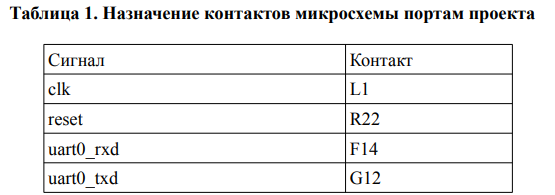 Таблица 1. Назначение контактов микросхемы портам проекта
Сигнал Контакт
clk L1
reset R22
uart0_rxd F14
uart0_txd G12